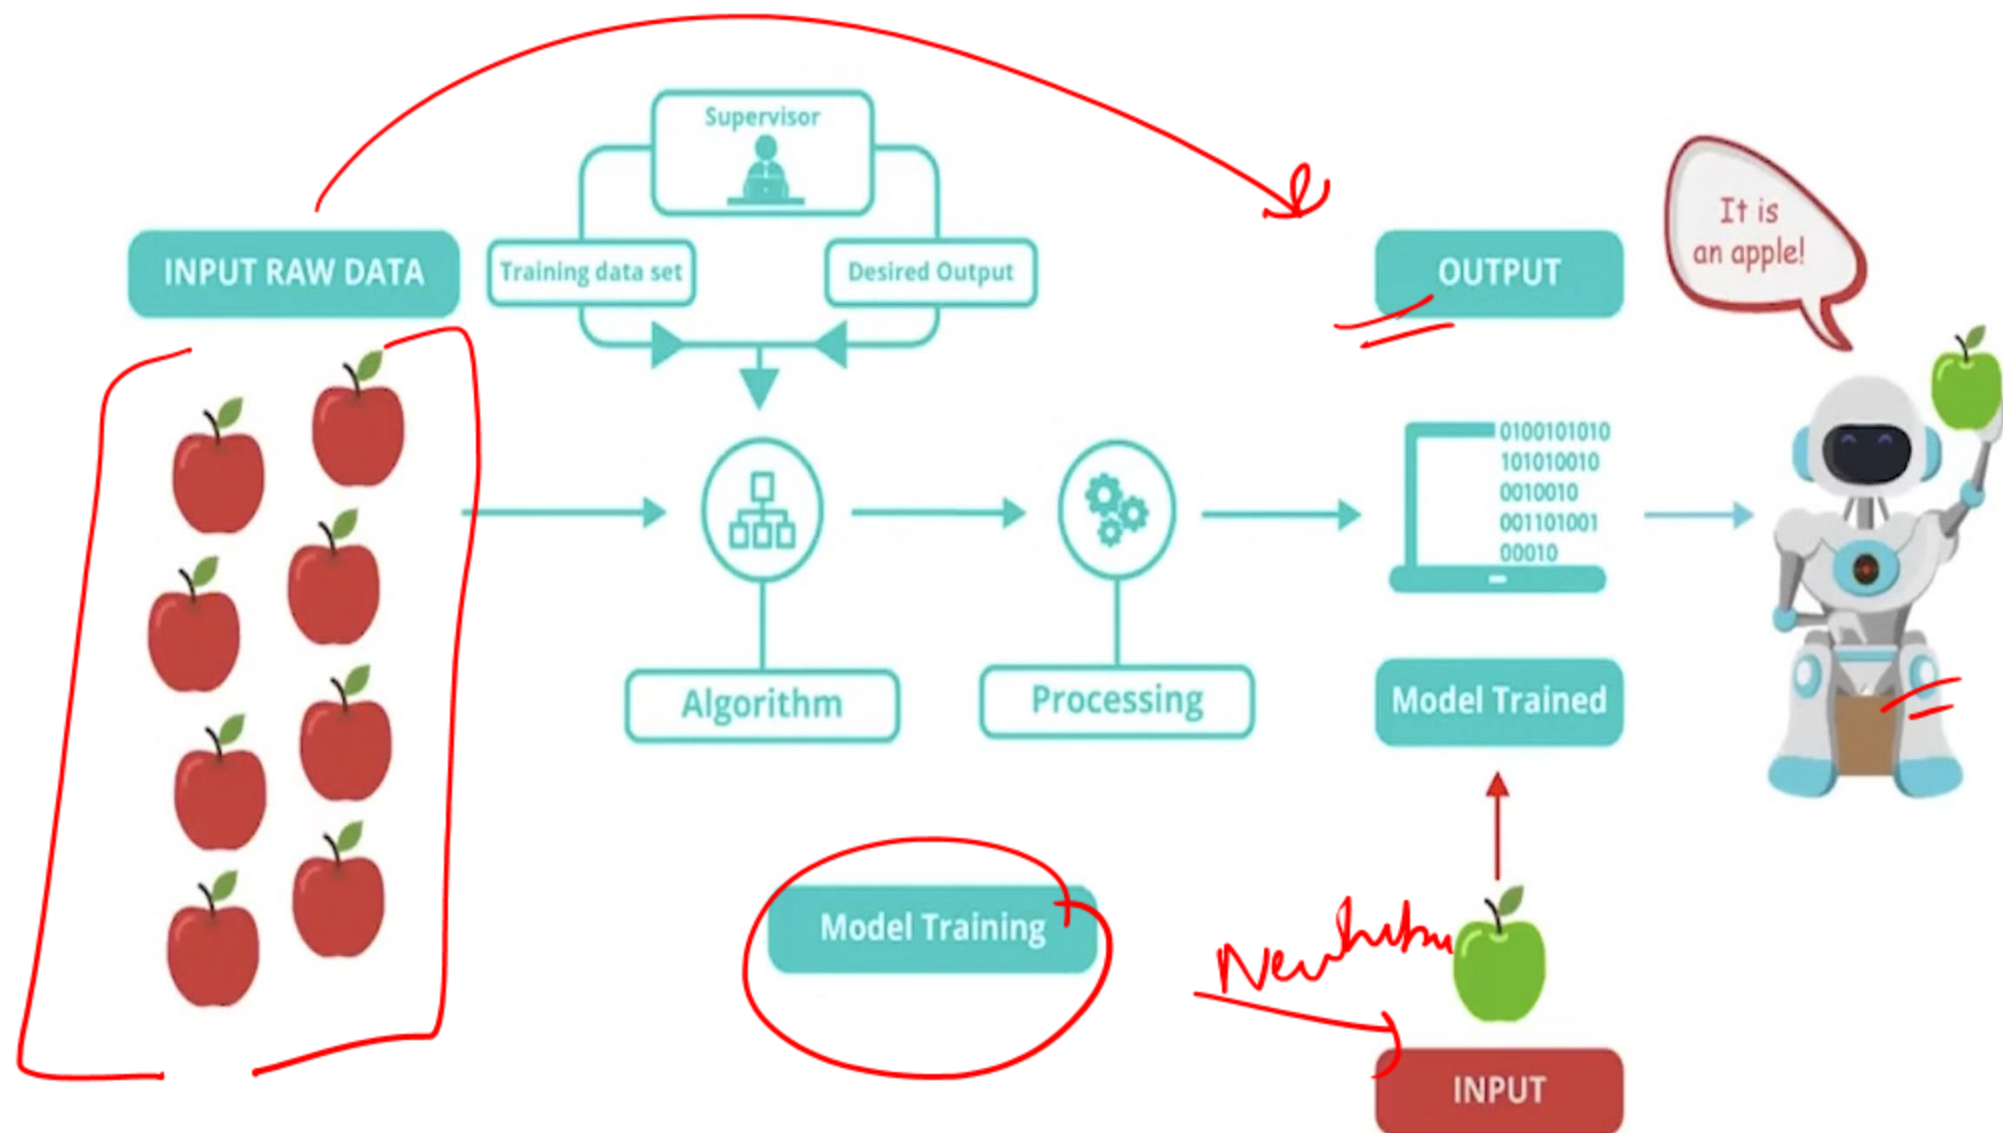 Supervisor
INPUT RAW DATA
Training data set
Desired Output
OUTPUT
It is
an apple!
0100101010
101010010
0010010
001101001
00010
Algorithm
Processing
Model Trained
Model Training
New
INPUT